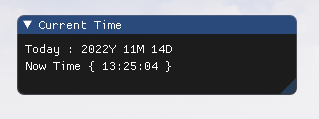 Current Time
Today : 2022Y 11M 14D
Now Time { 13:25:04 }